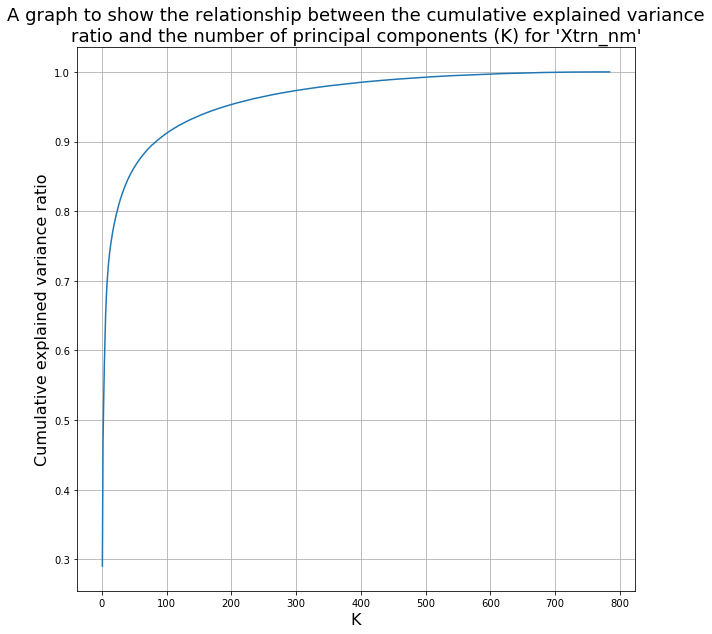 A graph to show the relationship between the cumulative explained variance
ratio and the number of principal components (K) for 'Xtrn_nm'
Cumulative explained variance ratio
1.0
0.9
0.8
0.7
0.6
0.5
0.4
0.3
0 100 200 300 400 500 600 700 800
K